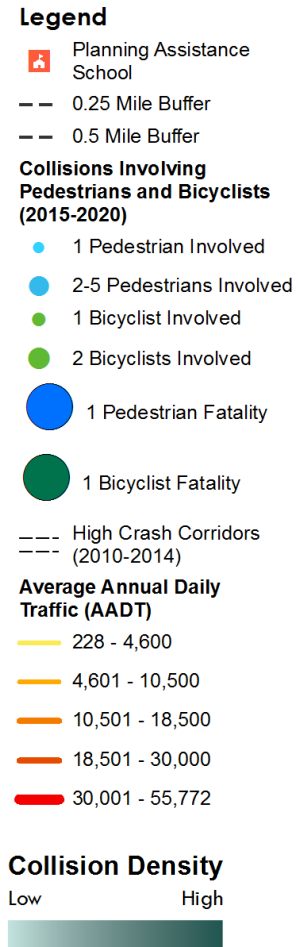 Legend
Planning Assistance
School
0.25 Mile Buffer
0.5 Mile Buffer
Collisions Involving
Pedestrians and Bicyclists
(2015-2020)
1 Pedestrian Involved
2-5 Pedestrians Involved
1 Bicyclist Involved
2 Bicyclists Involved
1 Pedestrian Fatality
1 Bicyclist Fatality
High Crash Corridors
(2010-2014)
Average Annual Daily
Traffic (AADT)
228 - 4,600
4,601 - 10,500
10,501 - 18,500
18,501 - 30,000
30,001 - 55,772
Collision Density
Low High